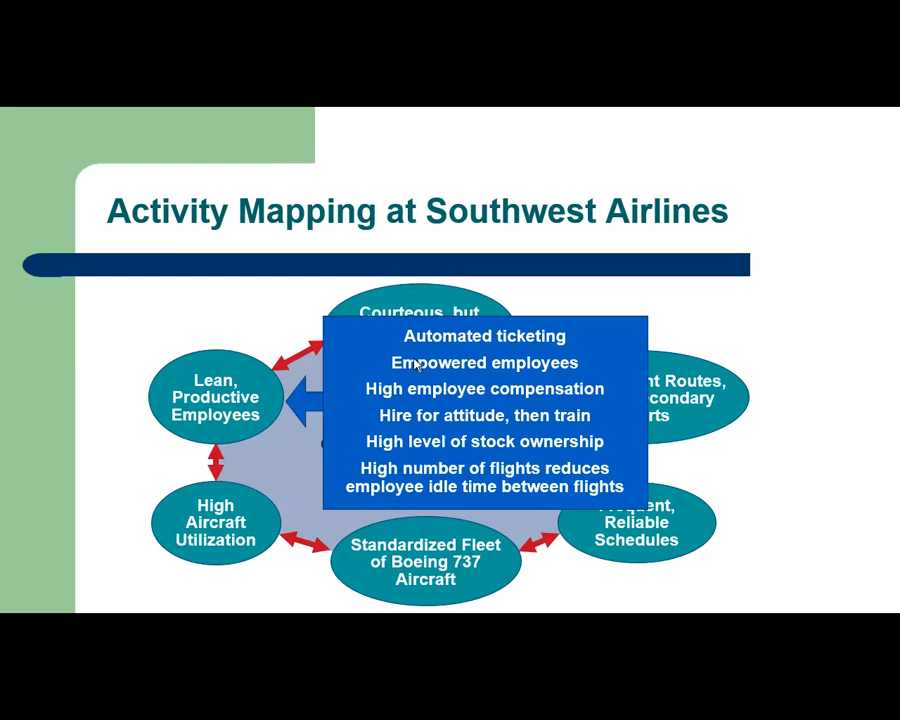 Activity Mapping at Southwest Airlines
Courteous, but
Automated ticketing
Empowered employees
High employee compensation
Hire for attitude, then train
High level of stock ownership
High number of flights reduces
employee idle time between flights
Lean,
Productive
Employees
Routes,
High
Aircraft
Utilization
Standardized Fleet
of Boeing 737
Aircraft
Frequent,
Reliable
Schedules